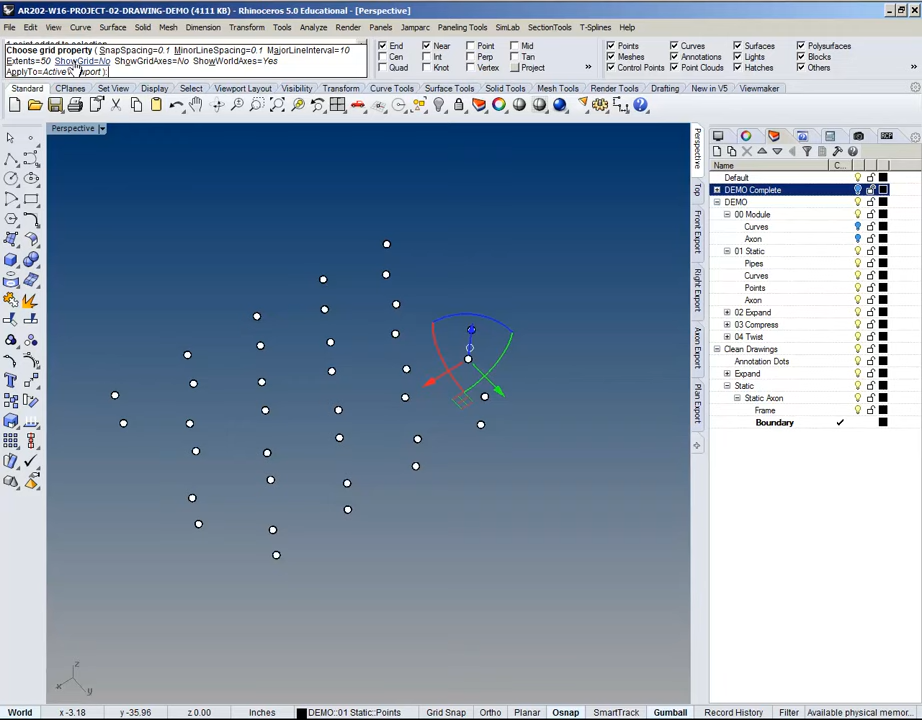 AR202-W16-PROJECT-02-DRAWING-DEMO (4111 KB) - Rhinoceros 5.0 Educational - [Perspective]
File Edit View Curve Surface Solid Mesh Dimension Transform Tools Analyze Render Panels Jamparc Paneling Tools SimLab SectionTools T-Splines Help
Choose grid property ( SnapSpacing=0.1 MinorLineSpacing=0.1 MajorLineInterval=10
Extents=50 ShowGrid=No ShowGridAxes=No ShowWorldAxes=Yes
End Near Point Mid
Cen Int Perp Tan
Quad Knot Vertex Project
Points Curves Surfaces Polysurfaces
Meshes Annotations Lights Blocks
Control Points Point Clouds Hatches Others
Standard CPlanes Set View Display Select Viewport Layout Visibility Transform Curve Tools Surface Tools Solid Tools Mesh Tools Render Tools Drafting New in V5 Viewmaker
Perspective
Perspective
Top
Front Export
Right Export
Axon Export
Plan Export
Name C...
Default
DEMO Complete
DEMO
00 Module
Curves
Axon
01 Static
Pipes
Curves
Points
Axon
02 Expand
03 Compress
04 Twist
Clean Drawings
Annotation Dots
Expand
Static
Static Axon
Frame
Boundary
z
x y
World x -3.18 y -35.96 z 0.00 Inches DEMO::01 Static::Points Grid Snap Ortho Planar Osnap SmartTrack Gumball Record History Filter Available physical memory